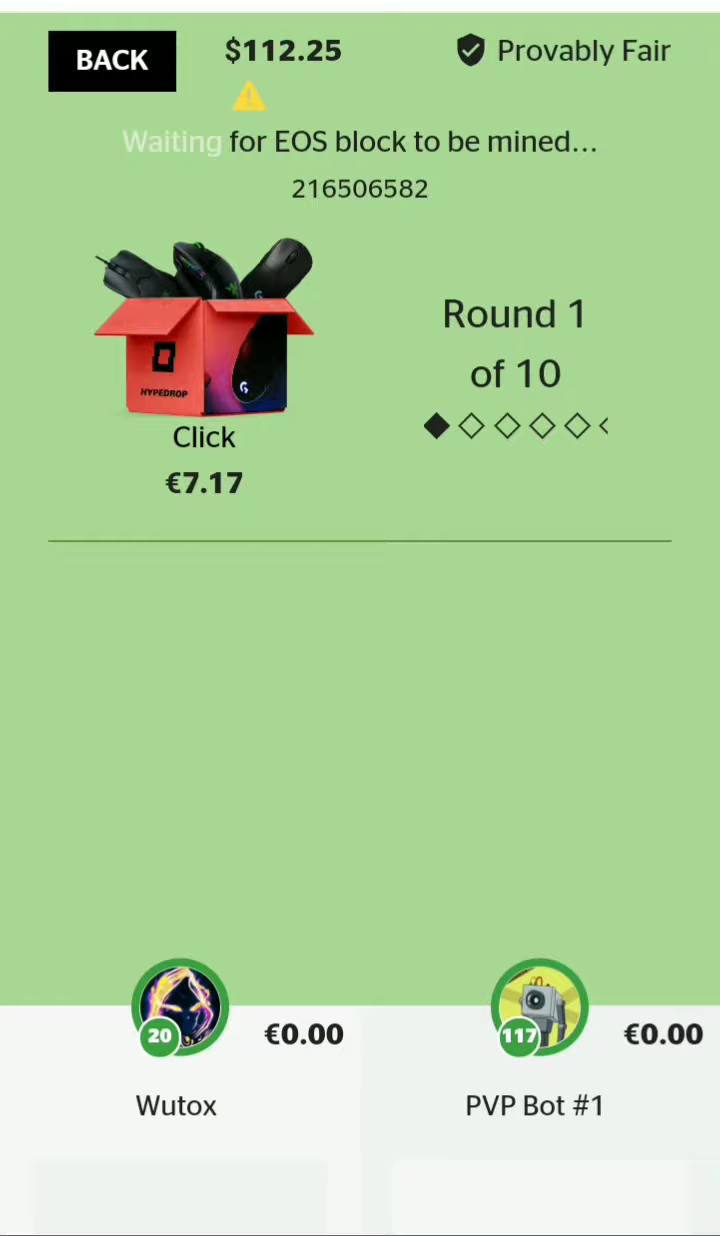 BACK
$112.25
Provably Fair
Waiting for EOS block to be mined...
216506582
HYPEDROP
Click
€7.17
Round 1
of 10
20
€0.00
117
€0.00
Wutox
PVP Bot #1